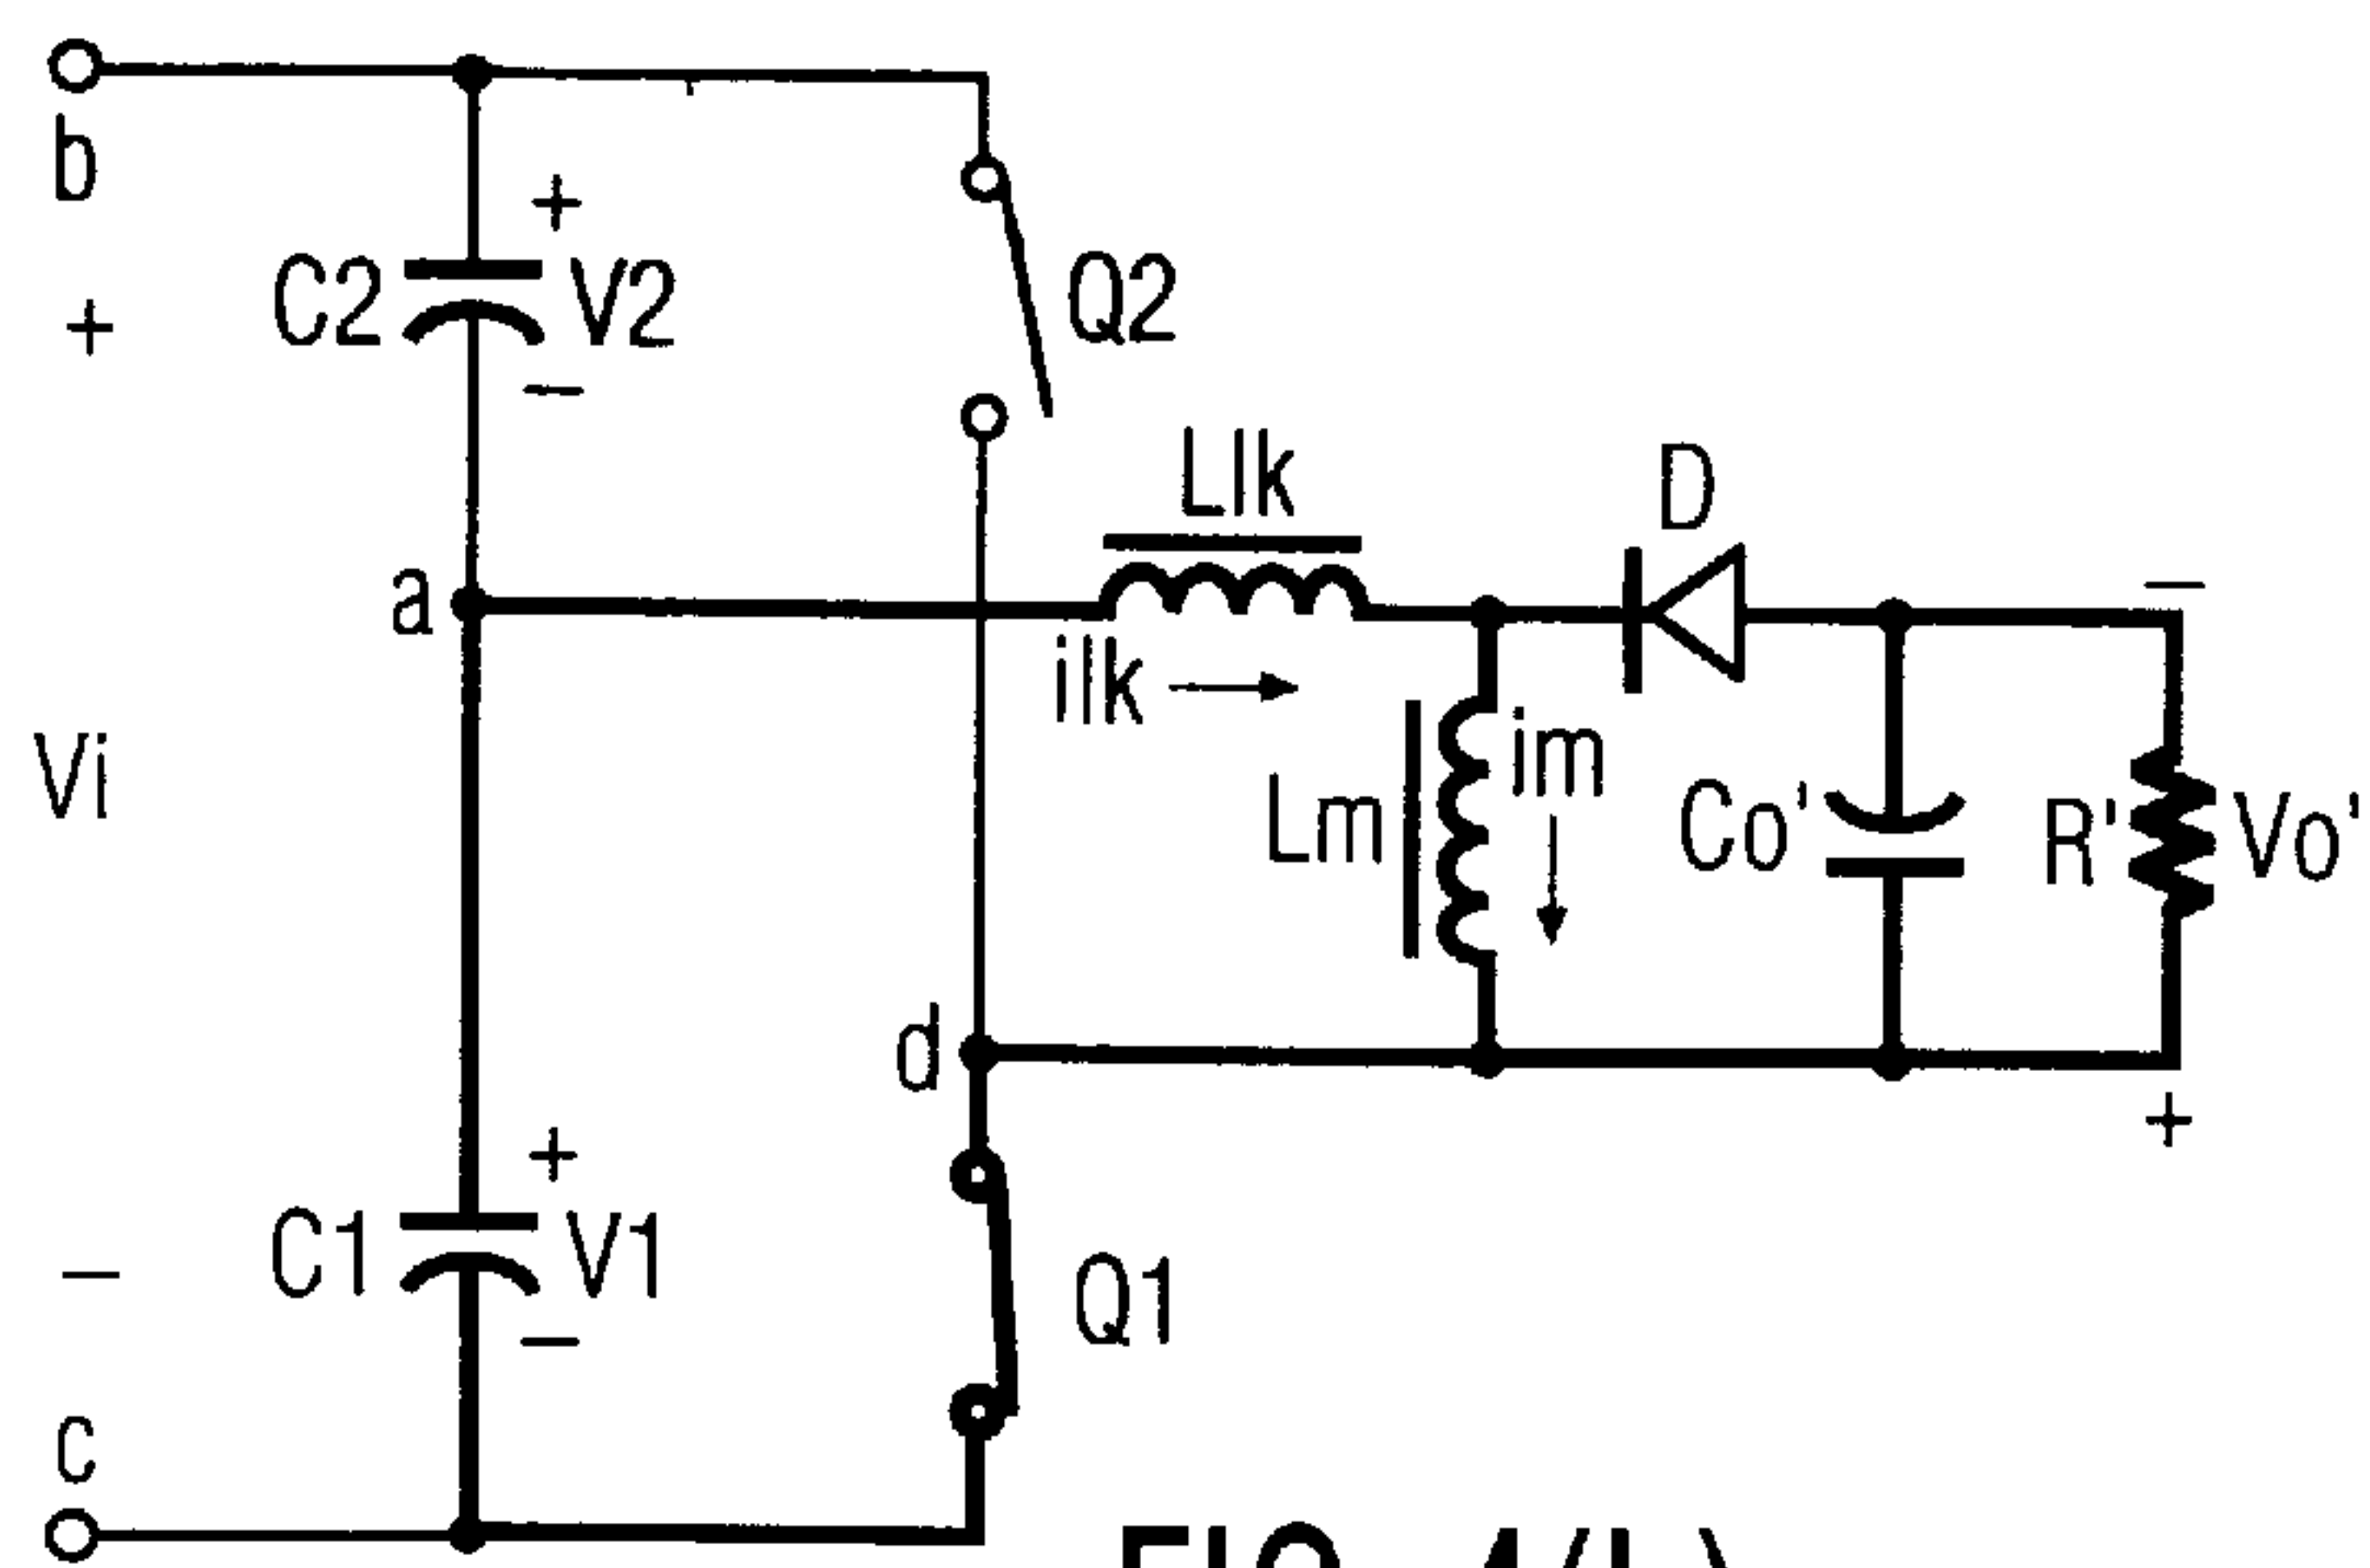 b
+
C2
+
V2
−
Q2
Llk
D
−
a
ilk
im
Vi
Lm
Co'
R'
Vo'
d
+
+
C1
V1
−
Q1
−
c